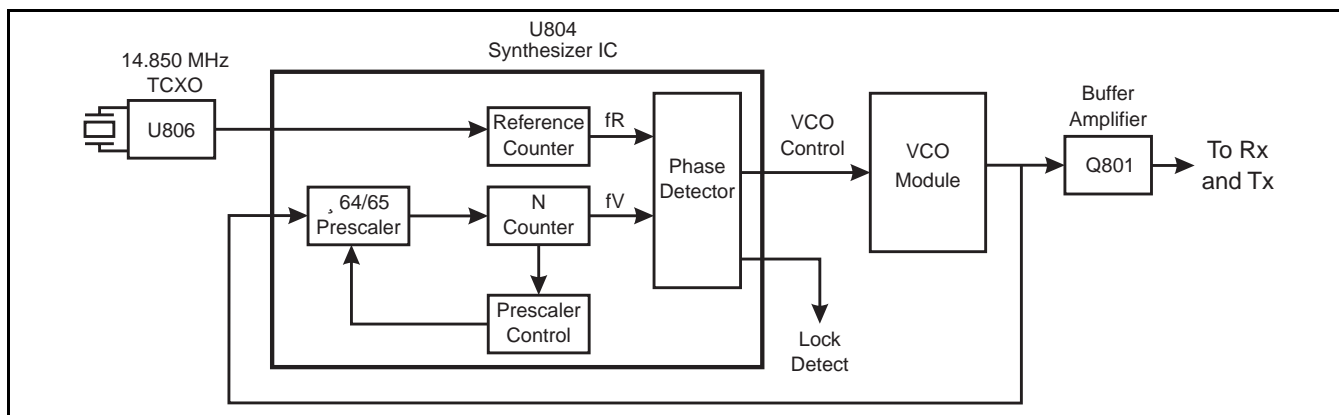 U804
Synthesizer IC
14.850 MHz
TCXO
U806
Reference
Counter
fR
¸ 64/65
Prescaler
N
Counter
fV
Prescaler
Control
Phase
Detector
VCO
Control
Lock
Detect
VCO
Module
Buffer
Amplifier
Q801
To Rx
and Tx